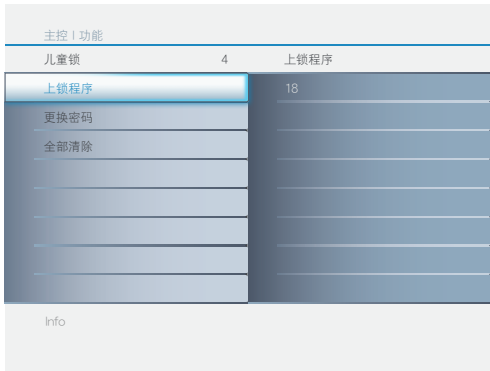 主控 | 功能
儿童锁 4 上锁程序
上锁程序 18
更换密码
全部清除
Info